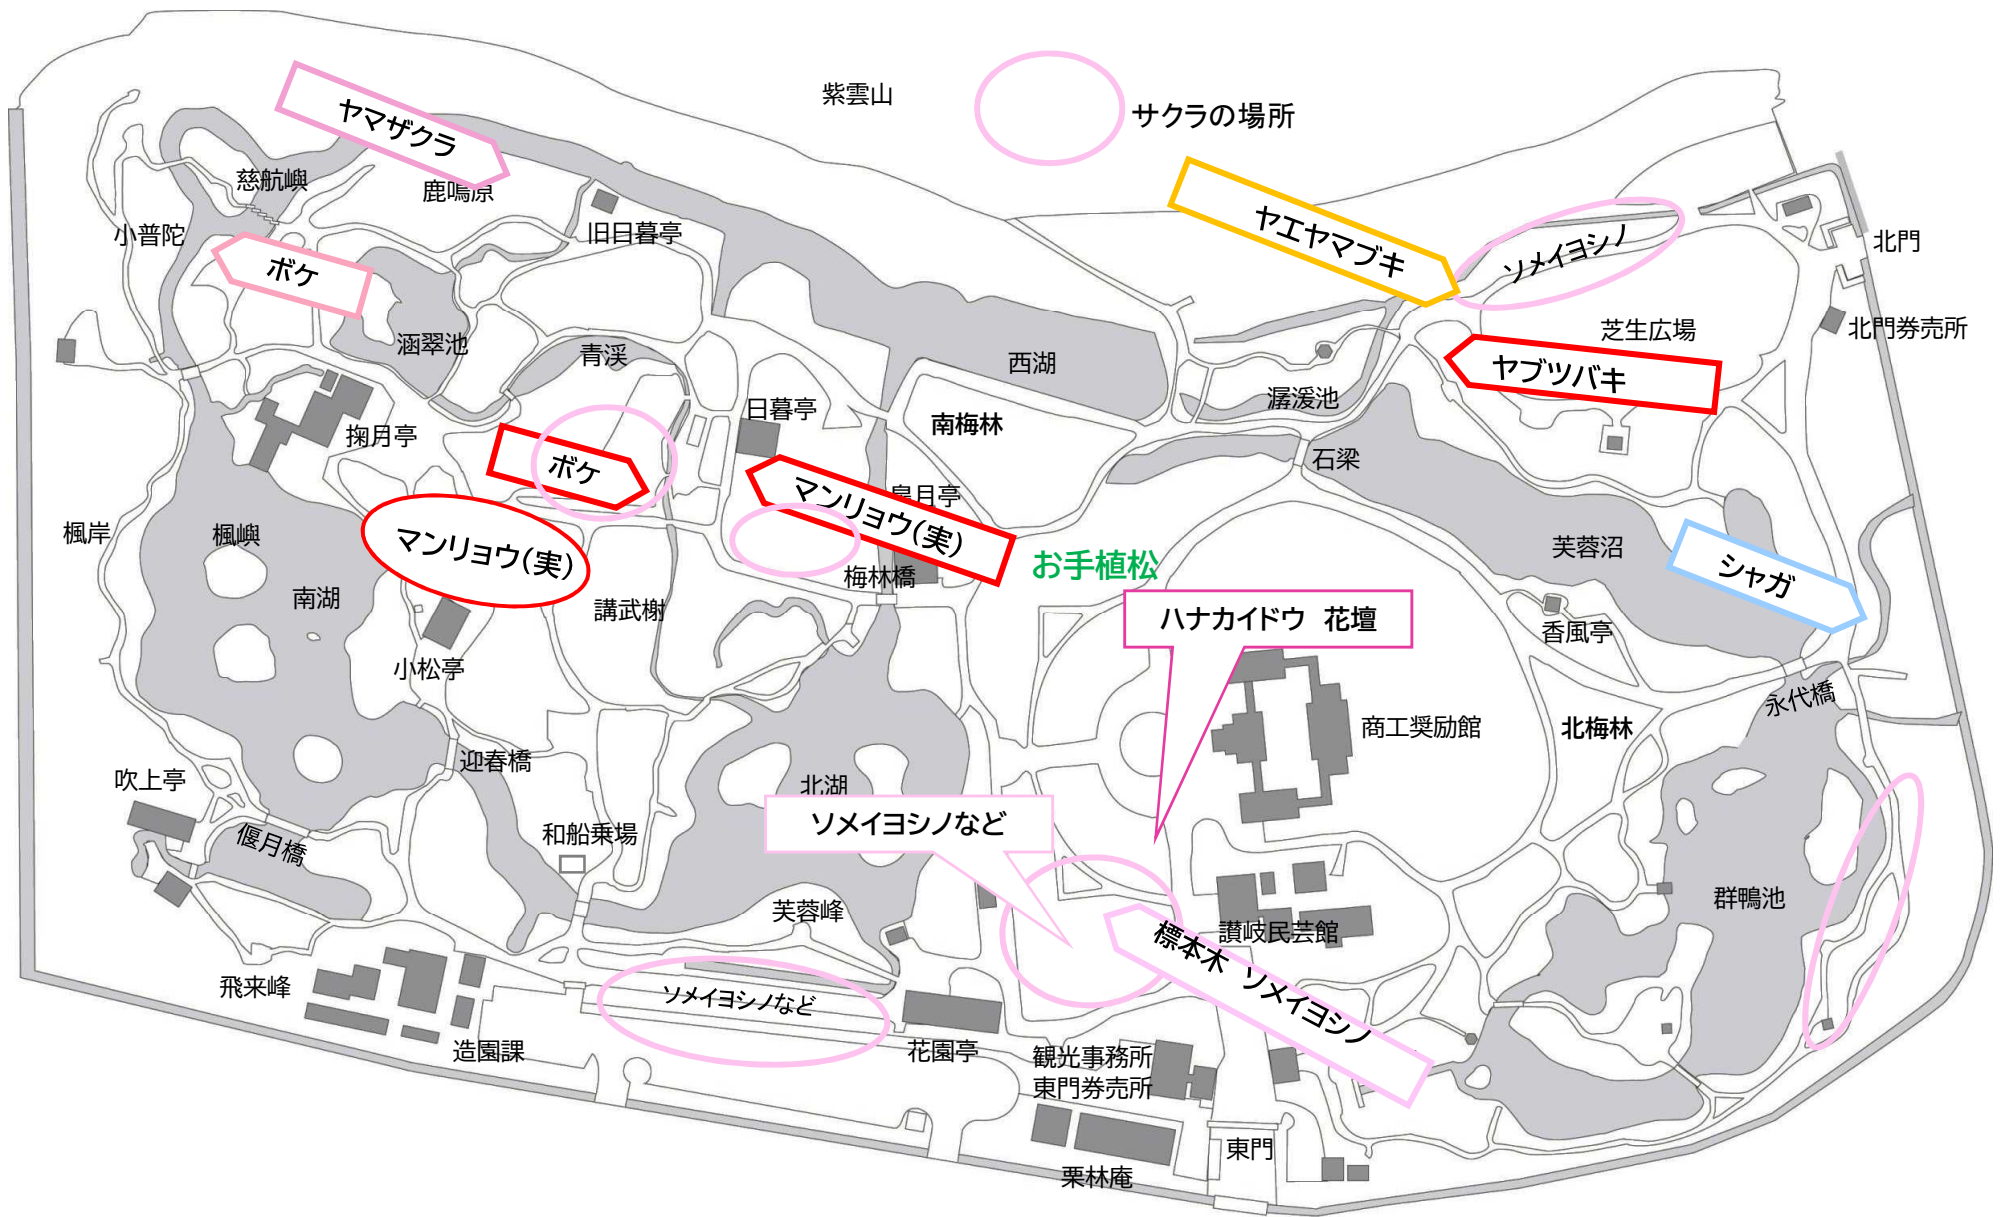 紫雲山
サクラの場所
ヤマザクラ
慈航嶼
鹿鳴原
小普陀
旧日暮亭
ボケ
ヤエヤマブキ
ソメイヨシノ
北門
北門券売所
芝生広場
涵翠池
青渓
西湖
ヤブツバキ
潺湲池
日暮亭
南梅林
掬月亭
ボケ
石梁
マンリョウ(実)
皐月亭
楓岸
楓嶼
マンリョウ(実)
お手植松
梅林橋
芙蓉沼
シャガ
南湖
講武榭
ハナカイドウ 花壇
香風亭
小松亭
永代橋
商工奨励館
北梅林
迎春橋
吹上亭
北湖
ソメイヨシノなど
和船乗場
偃月橋
芙蓉峰
群鴨池
讃岐民芸館
標本木 ソメイヨシノ
飛来峰
ソメイヨシノなど
造園課
花園亭
観光事務所
東門券売所
東門
栗林庵